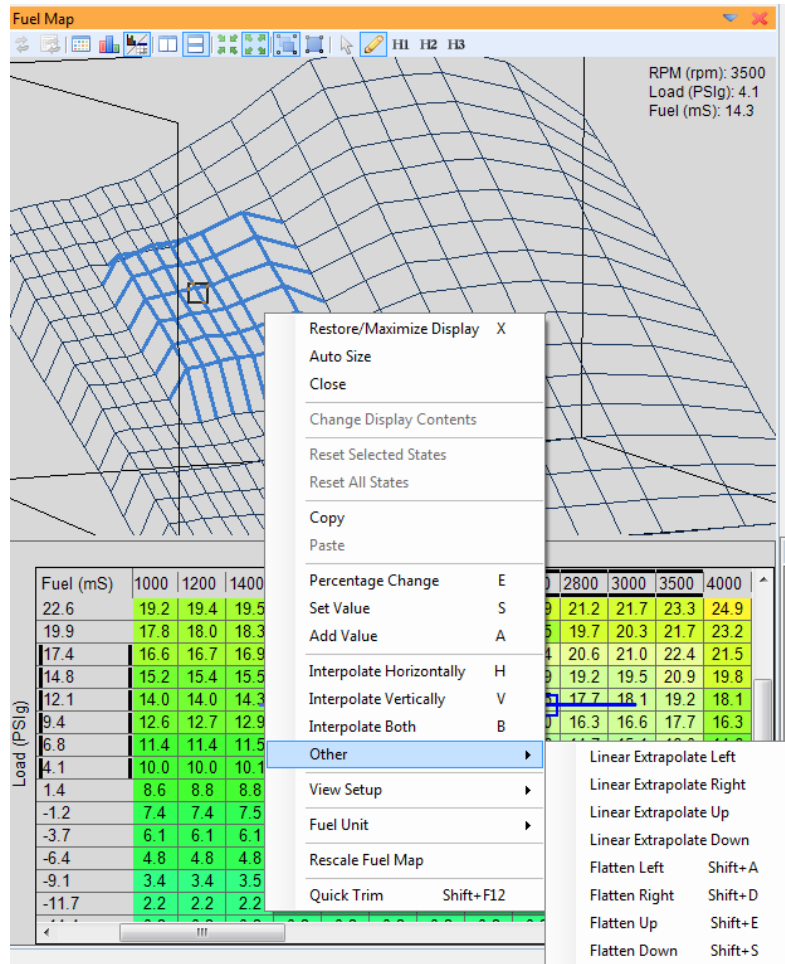 Fuel Map
H1 H2 H3
RPM (rpm): 3500
Load (PSIg): 4.1
Fuel (mS): 14.3
Restore/Maximize Display X
Auto Size
Close
Change Display Contents
Reset Selected States
Reset All States
Copy
Paste
Percentage Change E
Set Value S
Add Value A
Interpolate Horizontally H
Interpolate Vertically V
Interpolate Both B
Other
View Setup
Fuel Unit
Rescale Fuel Map
Quick Trim Shift+F12
Linear Extrapolate Left
Linear Extrapolate Right
Linear Extrapolate Up
Linear Extrapolate Down
Flatten Left Shift+A
Flatten Right Shift+D
Flatten Up Shift+E
Flatten Down Shift+S
Load (PSIg)
Fuel (mS) 1000 1200 1400 2800 3000 3500 4000
22.6 19.2 19.4 19.5 21.2 21.7 23.3 24.9
19.9 17.8 18.0 18.3 19.7 20.3 21.7 23.2
17.4 16.6 16.7 16.9 20.6 21.0 22.4 21.5
14.8 15.2 15.4 15.5 19.2 19.5 20.9 19.8
12.1 14.0 14.0 14.3 17.7 18.1 19.2 18.1
9.4 12.6 12.7 12.9 16.3 16.6 17.7 16.3
6.8 11.4 11.4 11.5
4.1 10.0 10.0 10.1
1.4 8.6 8.8 8.8
-1.2 7.4 7.4 7.5
-3.7 6.1 6.1 6.1
-6.4 4.8 4.8 4.8
-9.1 3.4 3.4 3.5
-11.7 2.2 2.2 2.2